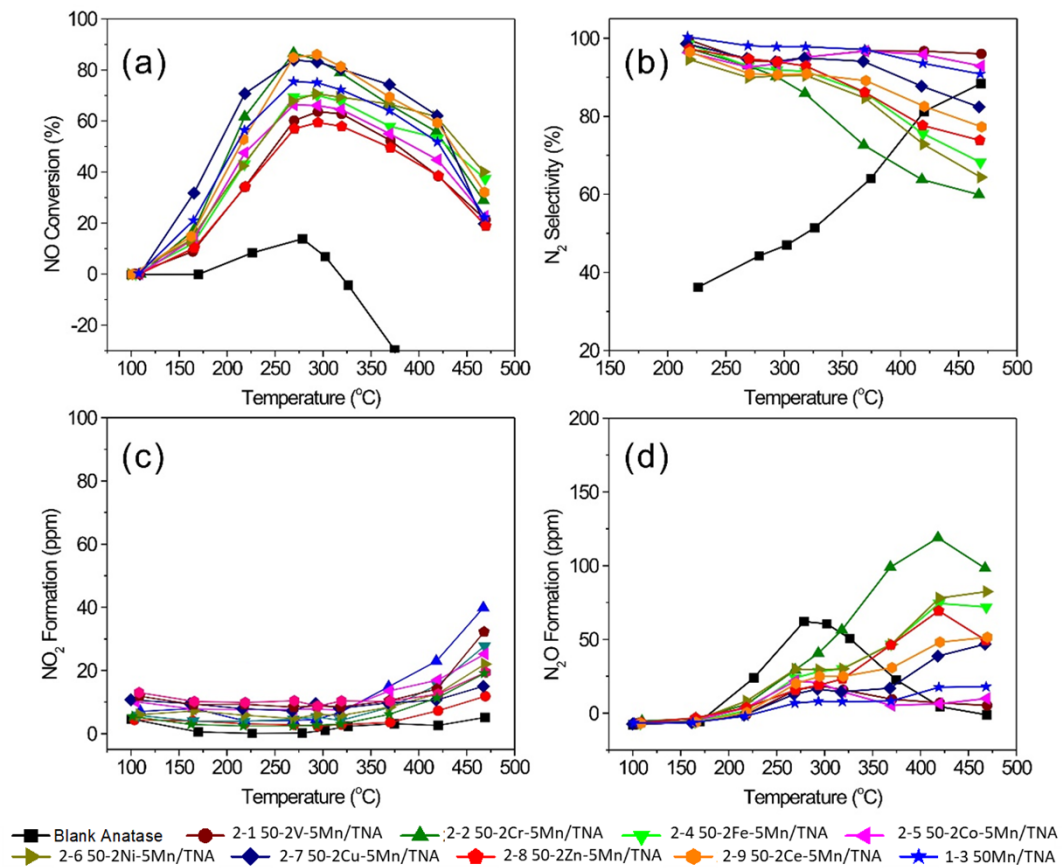 (a)
(b)
NO Conversion (%)
100
80
60
40
20
0
-20
100 150 200 250 300 350 400 450 500
Temperature (°C)
N2 Selectivity (%)
100
80
60
40
20
150 200 250 300 350 400 450 500
Temperature (°C)
(c)
(d)
NO2 Formation (ppm)
100
80
60
40
20
0
100 150 200 250 300 350 400 450 500
Temperature (°C)
N2O Formation (ppm)
200
150
100
50
0
100 150 200 250 300 350 400 450 500
Temperature (°C)
Blank Anatase 2-1 50-2V-5Mn/TNA 2-2 50-2Cr-5Mn/TNA 2-4 50-2Fe-5Mn/TNA 2-5 50-2Co-5Mn/TNA
2-6 50-2Ni-5Mn/TNA 2-7 50-2Cu-5Mn/TNA 2-8 50-2Zn-5Mn/TNA 2-9 50-2Ce-5Mn/TNA 1-3 50Mn/TNA